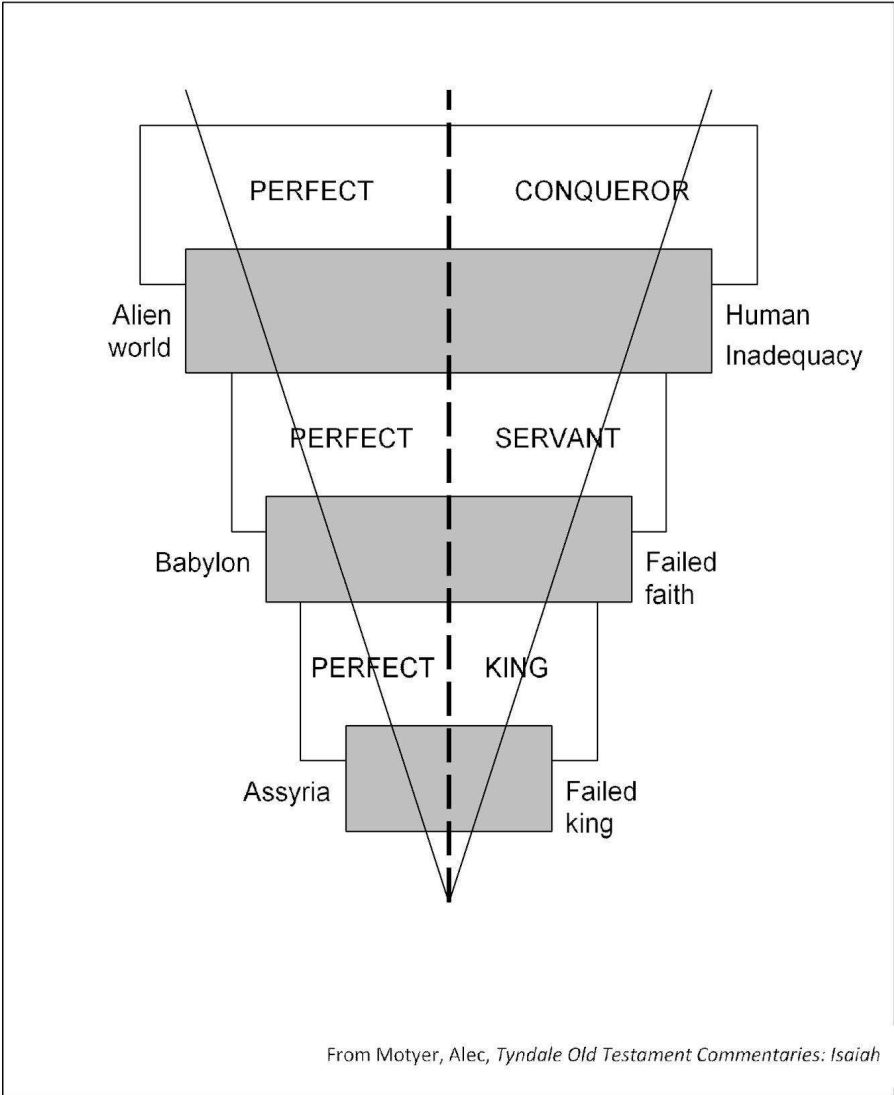 PERFECT CONQUEROR
Alien
world
Human
Inadequacy
PERFECT SERVANT
Babylon
Failed
faith
PERFECT KING
Assyria
Failed
king
From Motyer, Alec, Tyndale Old Testament Commentaries: Isaiah